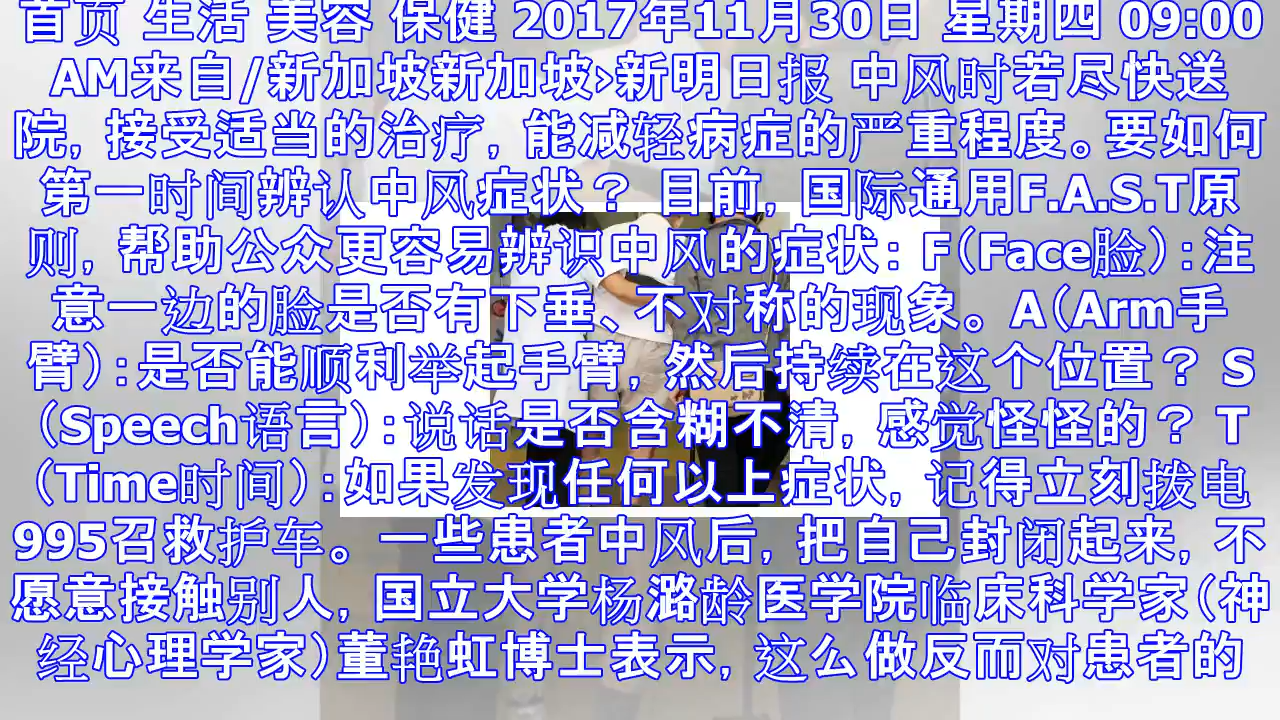 首页 生活 美容 保健 2017年11月30日 星期四 09:00
AM来自/新加坡新加坡>新明日报 中风时若尽快送
院, 接受适当的治疗, 能减轻病症的严重程度。要如何
第一时间辨认中风症状？ 目前, 国际通用F.A.S.T原
则, 帮助公众更容易辨识中风的症状: F(Face脸):注
意一边的脸是否有下垂、不对称的现象。 A(Arm手
臂):是否能顺利举起手臂, 然后持续在这个位置？ S
(Speech语言):说话是否含糊不清, 感觉怪怪的？ T
(Time时间):如果发现任何以上症状, 记得立刻拨电
995召救护车。 一些患者中风后, 把自己封闭起来, 不
愿意接触别人, 国立大学杨潞龄医学院临床科学家(神
经心理学家)董艳虹博士表示, 这么做反而对患者的